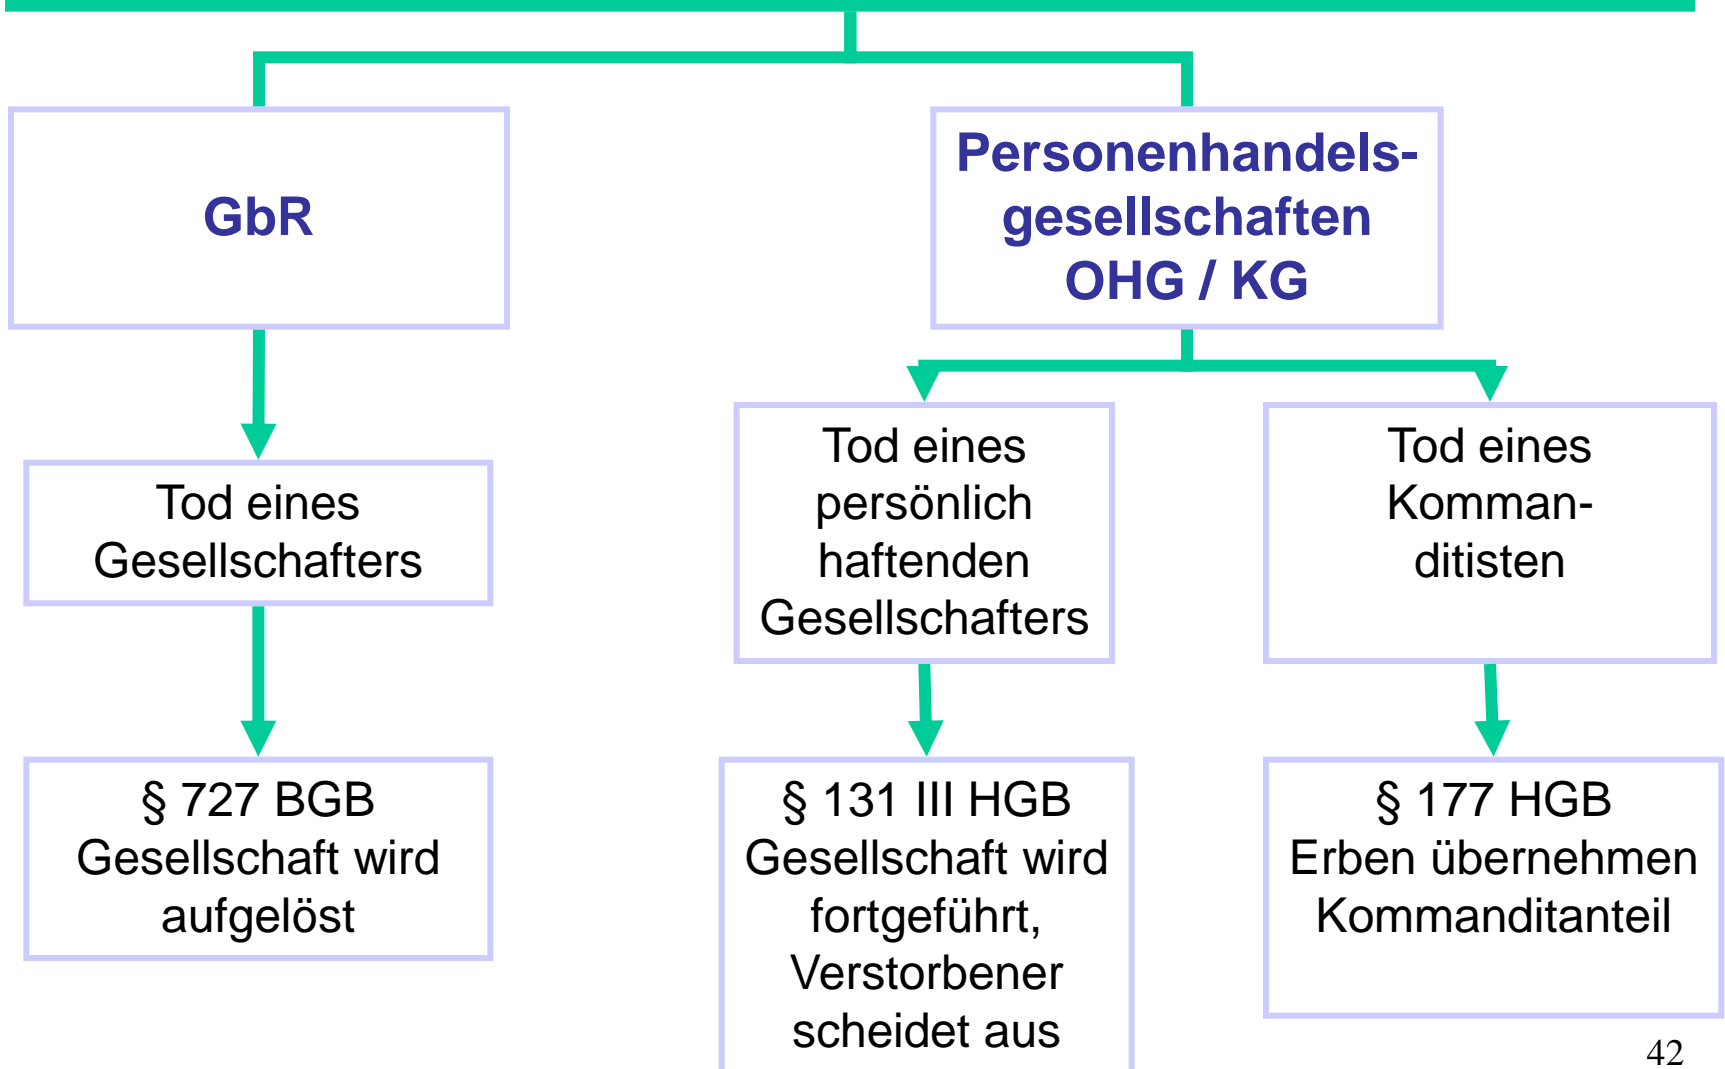 GbR
Personenhandels-
gesellschaften
OHG / KG
Tod eines
Gesellschafters
Tod eines
persönlich
haftenden
Gesellschafters
Tod eines
Komman-
ditisten
§ 727 BGB
Gesellschaft wird
aufgelöst
§ 131 III HGB
Gesellschaft wird
fortgeführt,
Verstorbener
scheidet aus
§ 177 HGB
Erben übernehmen
Kommanditanteil
42